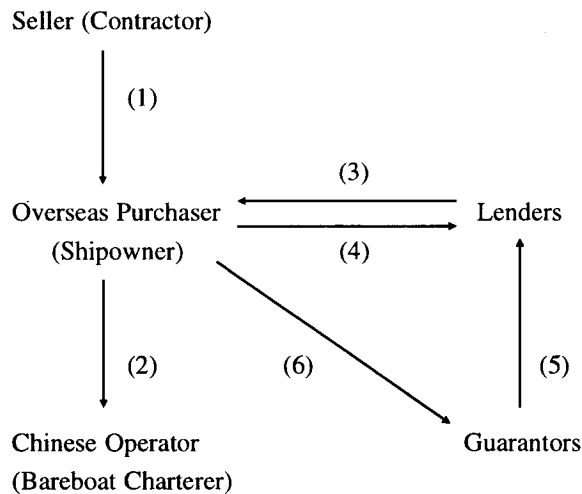 Seller (Contractor)
(1)
(3)
Overseas Purchaser
Lenders
(Shipowner)
(4)
(2)
(6)
(5)
Chinese Operator
Guarantors
(Bareboat Charterer)